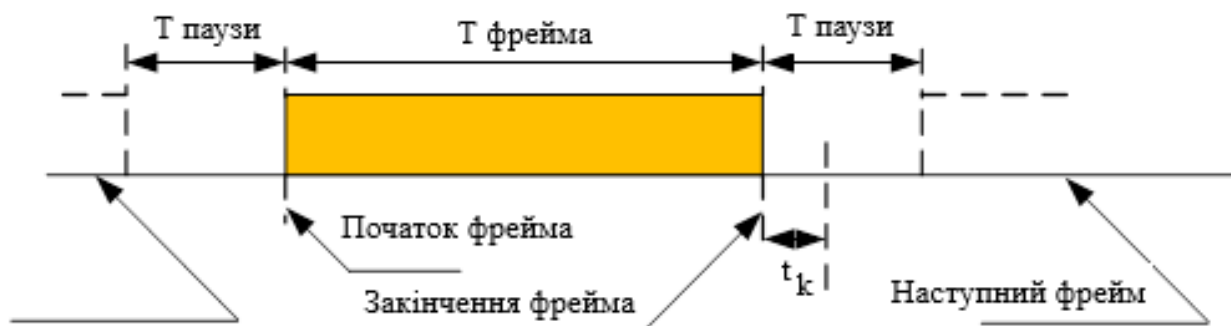 T паузи
T фрейма
T паузи
Початок фрейма
t k
Закінчення фрейма
Наступний фрейм